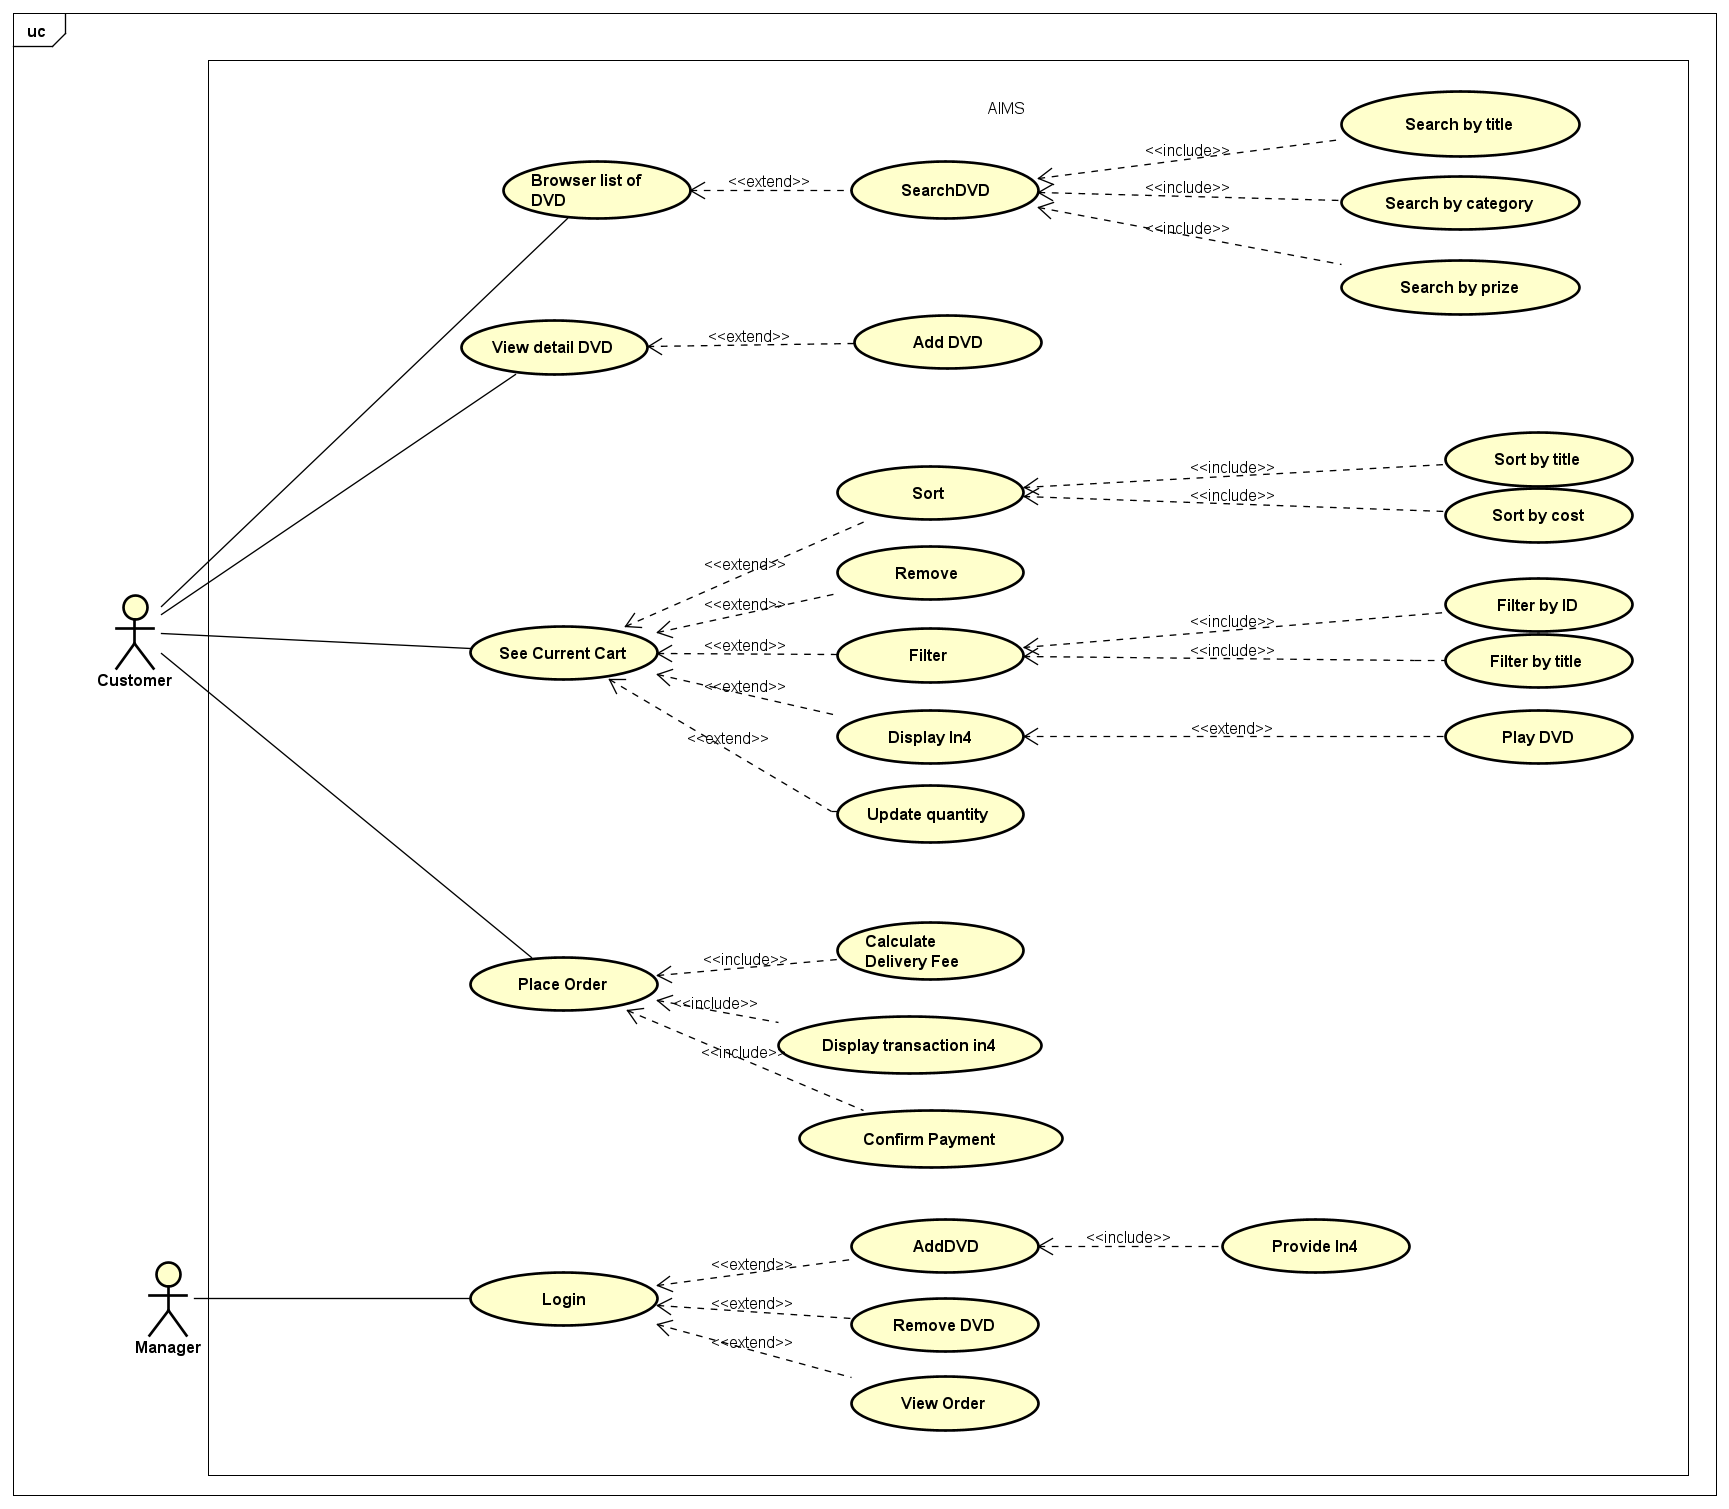 uc
AIMS
Search by title
<<include>>
Browser list of
DVD
<<extend>>
SearchDVD
<<include>>
Search by category
<<include>>
Search by prize
View detail DVD
<<extend>>
Add DVD
Sort by title
<<include>>
Sort
<<include>>
Sort by cost
<<extend>>
Remove
<<extend>>
Filter by ID
<<include>>
See Current Cart
<<extend>>
Filter
<<include>>
Filter by title
Customer
<<extend>>
Display In4
<<extend>>
Play DVD
<<extend>>
Update quantity
Calculate
Delivery Fee
<<include>>
Place Order
<<include>>
Display transaction in4
<<include>>
Confirm Payment
AddDVD
<<include>>
Provide In4
<<extend>>
Login
<<extend>>
Remove DVD
Manager
<<extend>>
View Order